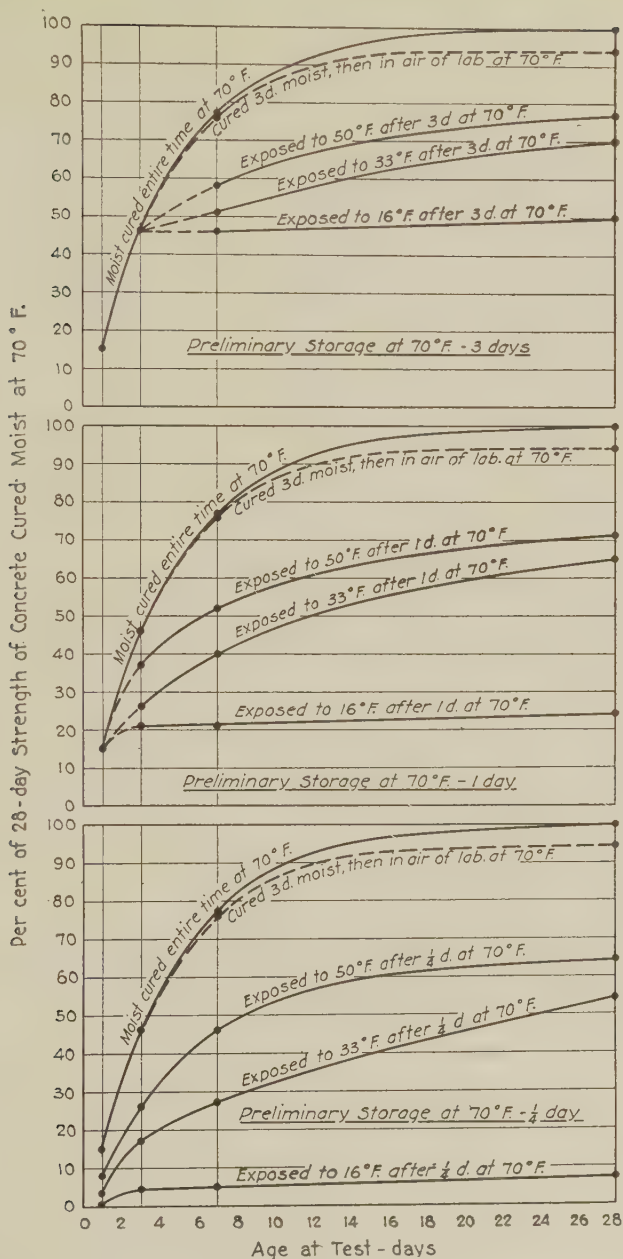 Per cent of 28-day Strength of Concrete Cured Moist at 70°F.
100
90
80
70
60
50
40
30
20
10
0
Moist cured entire time at 70°F.
Cured 3d. moist, then in air of lab. at 70°F.
Exposed to 50°F. after 3d at 70°F.
Exposed to 33°F. after 3d. at 70°F.
Exposed to 16°F. after 3d. at 70°F.
Preliminary Storage at 70°F. - 3 days
100
90
80
70
60
50
40
30
20
10
0
Moist cured entire time at 70°F.
Cured 3d. moist, then in air of lab. at 70°F.
Exposed to 50°F. after 1d. at 70°F.
Exposed to 33°F. after 1d. at 70°F.
Exposed to 16°F. after 1d. at 70°F.
Preliminary Storage at 70°F. - 1 day
100
90
80
70
60
50
40
30
20
10
0
Moist cured entire time at 70°F.
Cured 3d. moist, then in air of lab. at 70°F.
Exposed to 50°F. after ¼ d. at 70°F.
Exposed to 33°F. after ¼ d at 70°F.
Preliminary Storage at 70°F. - ¼ day
Exposed to 16°F. after ¼ d. at 70°F.
0 2 4 6 8 10 12 14 16 18 20 22 24 26 28
Age at Test - days